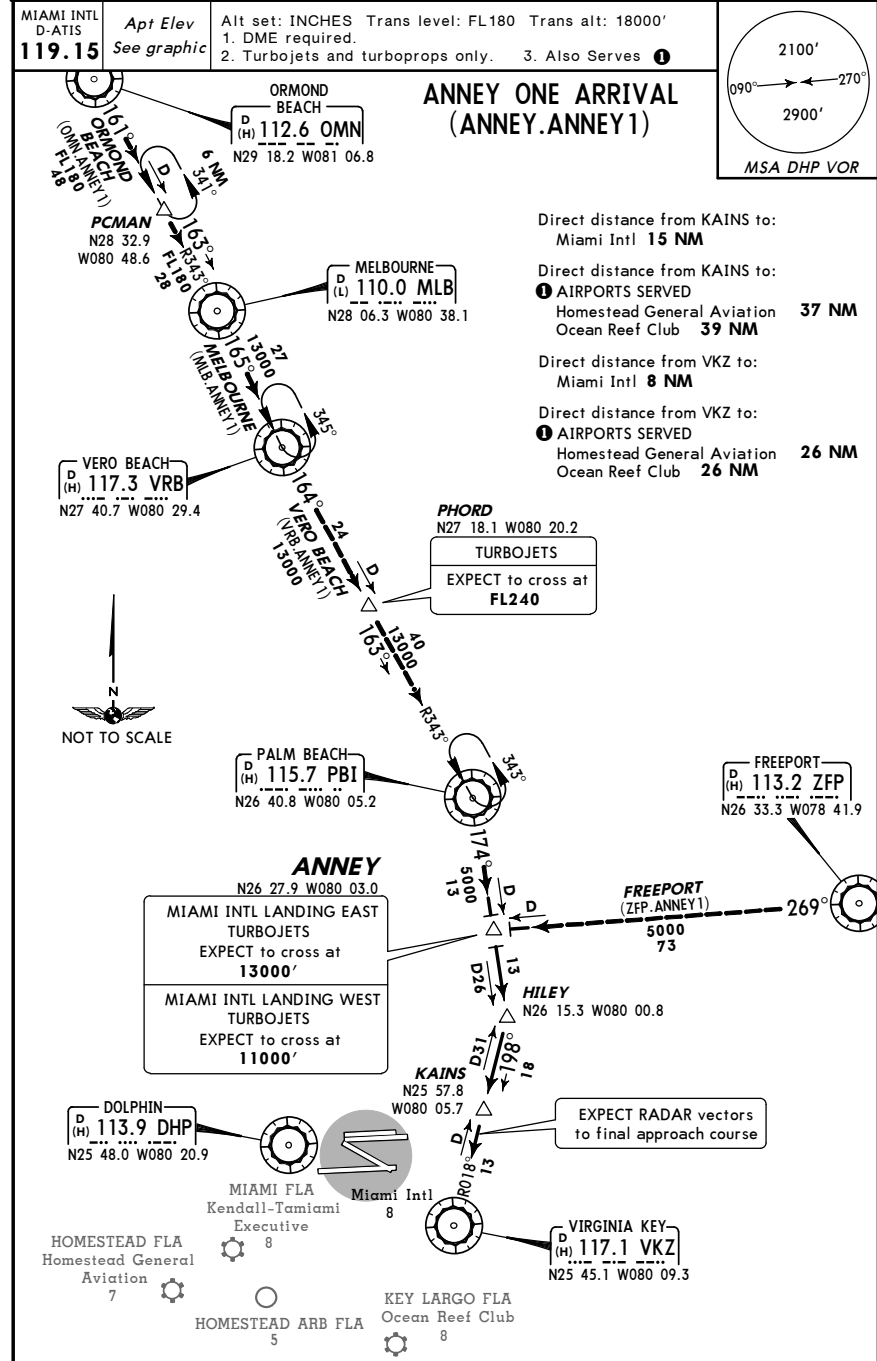 MIAMI INTL
D-ATIS
119.15
Apt Elev
See graphic
Alt set: INCHES Trans level: FL180 Trans alt: 18000'
1. DME required.
2. Turbojets and turboprops only. 3. Also Serves ❶
2100'
090°
270°
2900'
MSA DHP VOR
ANNEY ONE ARRIVAL
(ANNEY.ANNEY1)
ORMOND
BEACH
D
(H) 112.6 OMN
N29 18.2 W081 06.8
161°
ORMOND
BEACH
(OMN.ANNEY1)
FL180
48
D
6 NM
341°
PCMAN
N28 32.9
W080 48.6
163°
R343°
FL180
28
Direct distance from KAINS to:
Miami Intl 15 NM
Direct distance from KAINS to:
❶ AIRPORTS SERVED
Homestead General Aviation 37 NM
Ocean Reef Club 39 NM
Direct distance from VKZ to:
Miami Intl 8 NM
Direct distance from VKZ to:
❶ AIRPORTS SERVED
Homestead General Aviation 26 NM
Ocean Reef Club 26 NM
MELBOURNE
D
(L) 110.0 MLB
N28 06.3 W080 38.1
165°
27
13000
MELBOURNE
(MLB.ANNEY1)
345°
VERO BEACH
D
(H) 117.3 VRB
N27 40.7 W080 29.4
164°
24
VERO BEACH
(VRB.ANNEY1)
13000
D
PHORD
N27 18.1 W080 20.2
TURBOJETS
EXPECT to cross at
FL240
163°
40
13000
R343°
N
NOT TO SCALE
PALM BEACH
D
(H) 115.7 PBI
N26 40.8 W080 05.2
343°
174°
5000
13
D
FREEPORT
D
(H) 113.2 ZFP
N26 33.3 W078 41.9
269°
FREEPORT
(ZFP.ANNEY1)
5000
73
D
ANNEY
N26 27.9 W080 03.0
MIAMI INTL LANDING EAST
TURBOJETS
EXPECT to cross at
13000'
MIAMI INTL LANDING WEST
TURBOJETS
EXPECT to cross at
11000'
13
D26
HILEY
N26 15.3 W080 00.8
D31
198°
18
KAINS
N25 57.8
W080 05.7
EXPECT RADAR vectors
to final approach course
D
R018°
13
DOLPHIN
D
(H) 113.9 DHP
N25 48.0 W080 20.9
Miami Intl
8
MIAMI FLA
Kendall-Tamiami
Executive
8
VIRGINIA KEY
D
(H) 117.1 VKZ
N25 45.1 W080 09.3
HOMESTEAD FLA
Homestead General
Aviation
7
HOMESTEAD ARB FLA
5
KEY LARGO FLA
Ocean Reef Club
8